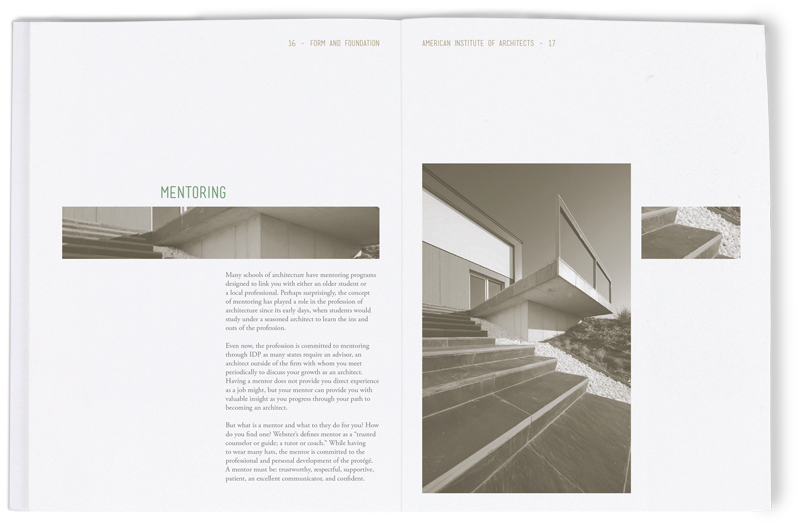 16 - FORM AND FOUNDATION
AMERICAN INSTITUTE OF ARCHITECTS - 17
MENTORING
Many schools of architecture have mentoring programs
designed to link you with either an older student or
a local professional. Perhaps surprisingly, the concept
of mentoring has played a role in the profession of
architecture since its early days, when students would
study under a seasoned architect to learn the ins and
outs of the profession.
Even now, the profession is committed to mentoring
through IDP as many states require an advisor, an
architect outside of the firm with whom you meet
periodically to discuss your growth as an architect.
Having a mentor does not provide you direct experience
as a job might, but your mentor can provide you with
valuable insight as you progress through your path to
becoming an architect.
But what is a mentor and what to they do for you? How
do you find one? Webster's defines mentor as a "trusted
counselor or guide; a tutor or coach." While having
to wear many hats, the mentor is committed to the
professional and personal development of the protégé.
A mentor must be: trustworthy, respectful, supportive,
patient, an excellent communicator, and confident.